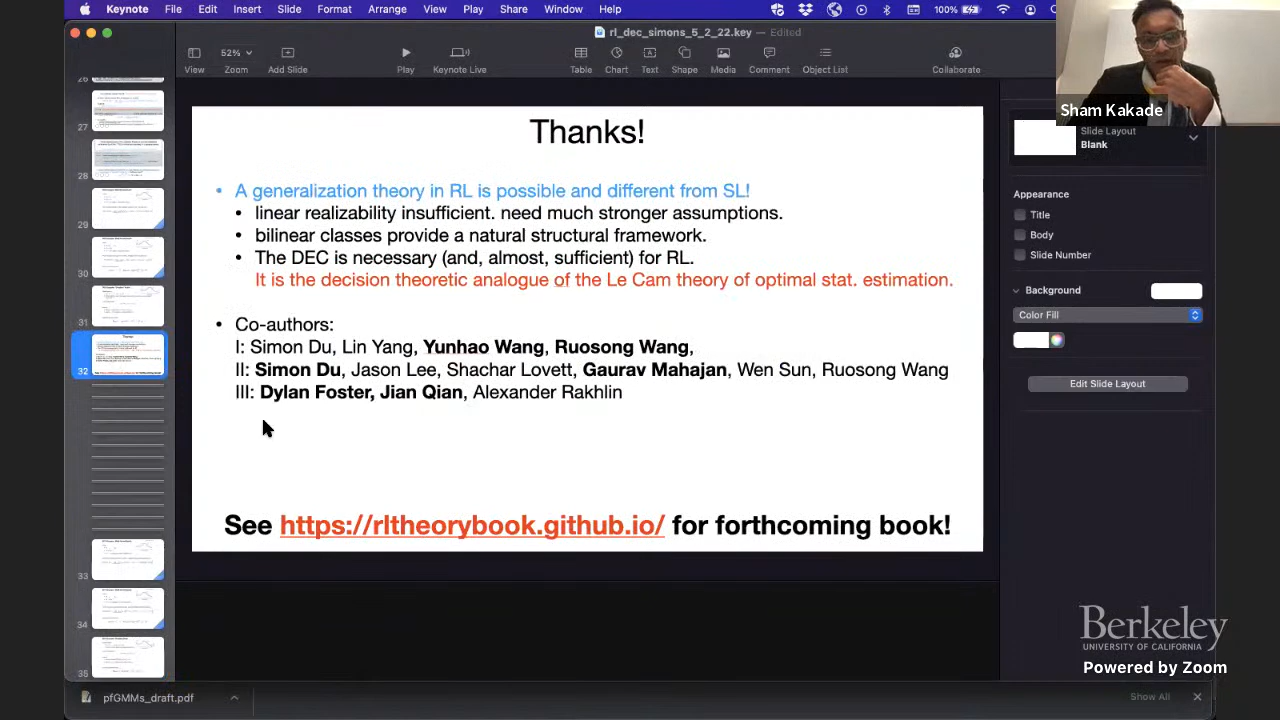 Keynote File Edit Insert Slide Format Arrange View Play Share Window Help 100%
rl_dec_simons_5_2_22.key — Edited
52%
View Zoom Add Slide Play Keynote Live Table Chart Text Shape Media Comment Object List Collaborate
Sham Kakade
Slide Layout
Blank
Appearance
Title
Body
Slide Number
Background
Color Fill
Edit Slide Layout
26
27
28
29
30
31
32
33
34
35
Thanks!
• A generalization theory in RL is possible and different from SL!
• linear realizability insufficient. need much stronger assumptions.
• bilinear classes provide a natural structural framework.
• The DEC is necessary (and, almost, sufficient) for RL.
It is the decision theoretic analogue of the Le Cam theory of optimal stat. estimation.
• Co-authors:
I: Simon Du, Lin Yang, Yunhao Wang, Ruosong Wang,
II: Simon Du, Jason Lee, Shachar Lovett, Gaurav Mahajan, Wen Sun, Ruosong Wang
III: Dylan Foster, Jian Qian, Alexander Rakhlin
See https://rltheorybook.github.io/ for forthcoming book!
Berkeley
UNIVERSITY OF CALIFORNIA
Powered by Zoom
pfGMMs_draft.pdf
Show All